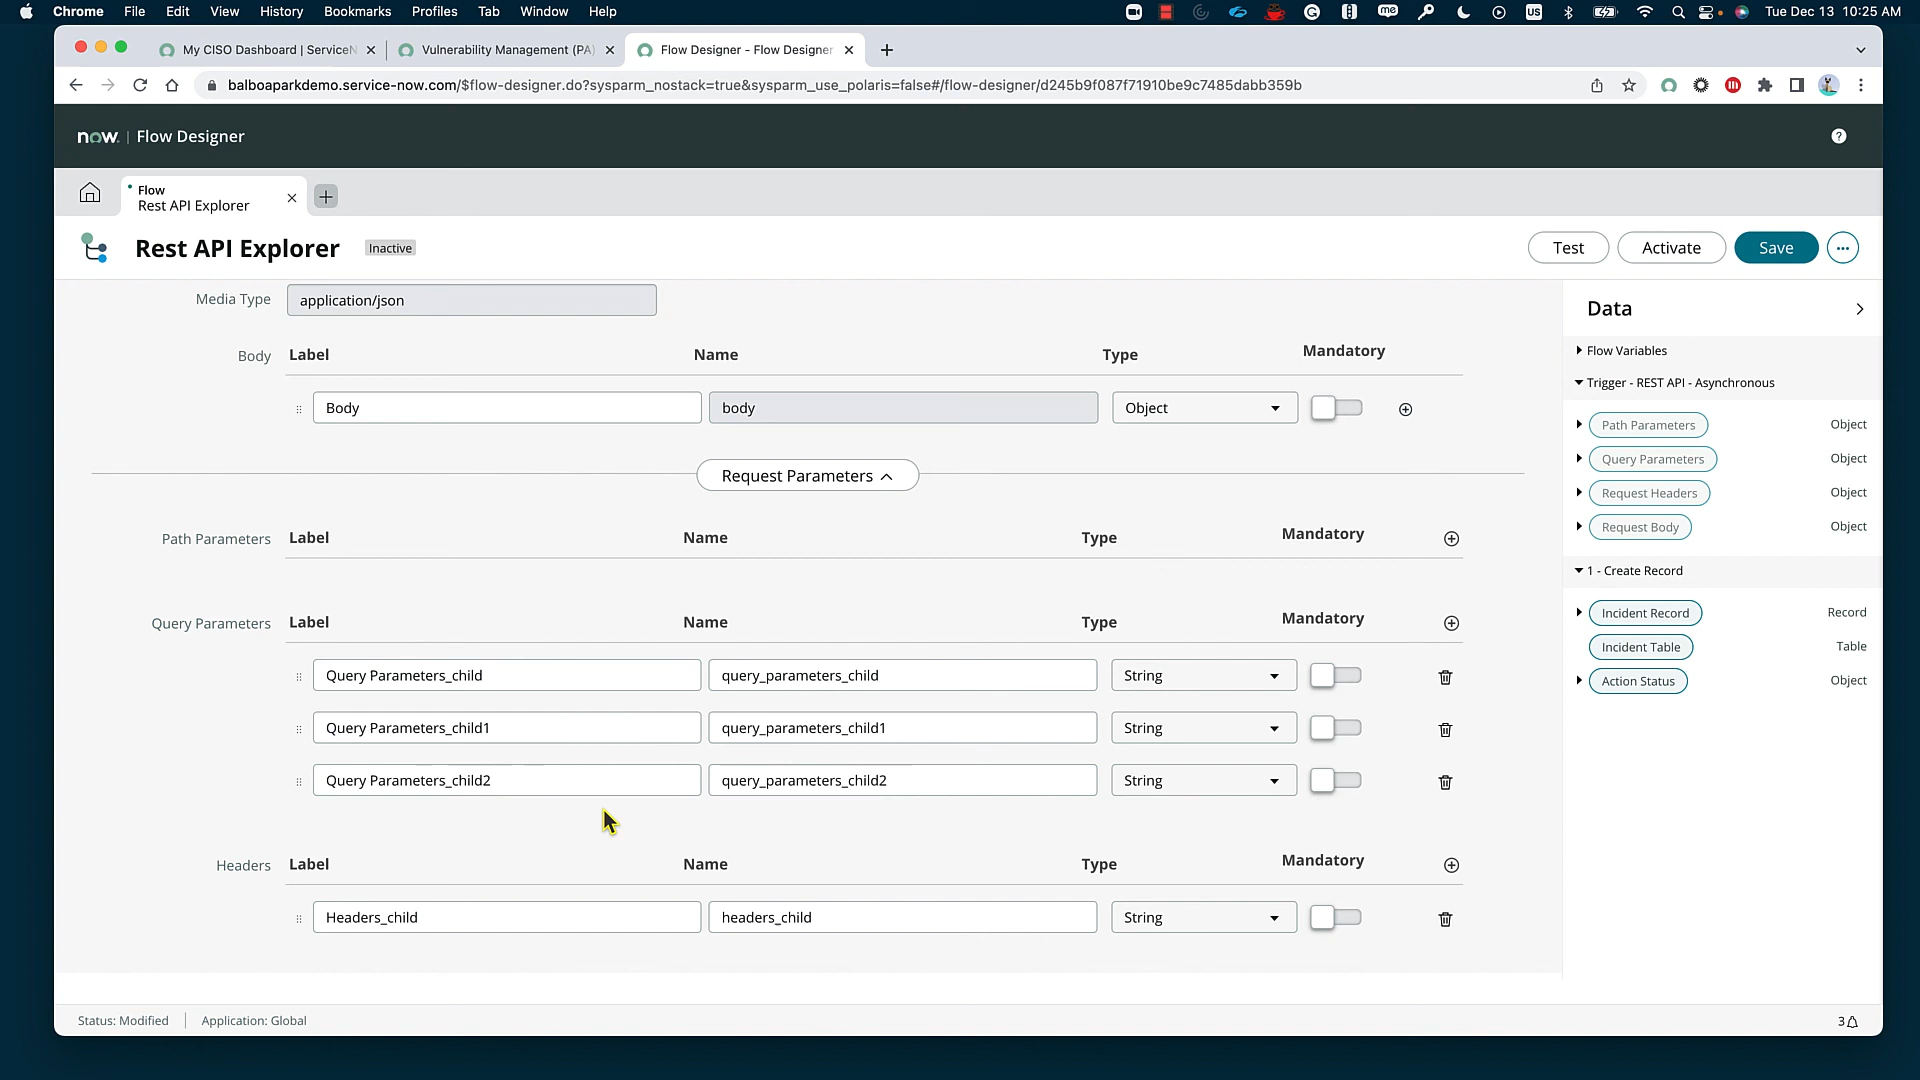 Chrome File Edit View History Bookmarks Profiles Tab Window Help me US Tue Dec 13 10:25 AM
My CISO Dashboard | ServiceN Vulnerability Management (PA) Flow Designer - Flow Designer
balboaparkdemo.service-now.com/$flow-designer.do?sysparm_nostack=true&sysparm_use_polaris=false#/flow-designer/d245b9f087f71910be9c7485dabb359b
now. | Flow Designer ?
Flow
Rest API Explorer
Rest API Explorer Inactive Test Activate Save ...
Media Type application/json
Body Label Name Type Mandatory
Body body Object
Request Parameters
Path Parameters Label Name Type Mandatory
Query Parameters Label Name Type Mandatory
Query Parameters_child query_parameters_child String
Query Parameters_child1 query_parameters_child1 String
Query Parameters_child2 query_parameters_child2 String
Headers Label Name Type Mandatory
Headers_child headers_child String
Data
Flow Variables
Trigger - REST API - Asynchronous
Path Parameters Object
Query Parameters Object
Request Headers Object
Request Body Object
1 - Create Record
Incident Record Record
Incident Table Table
Action Status Object
Status: Modified Application: Global 3